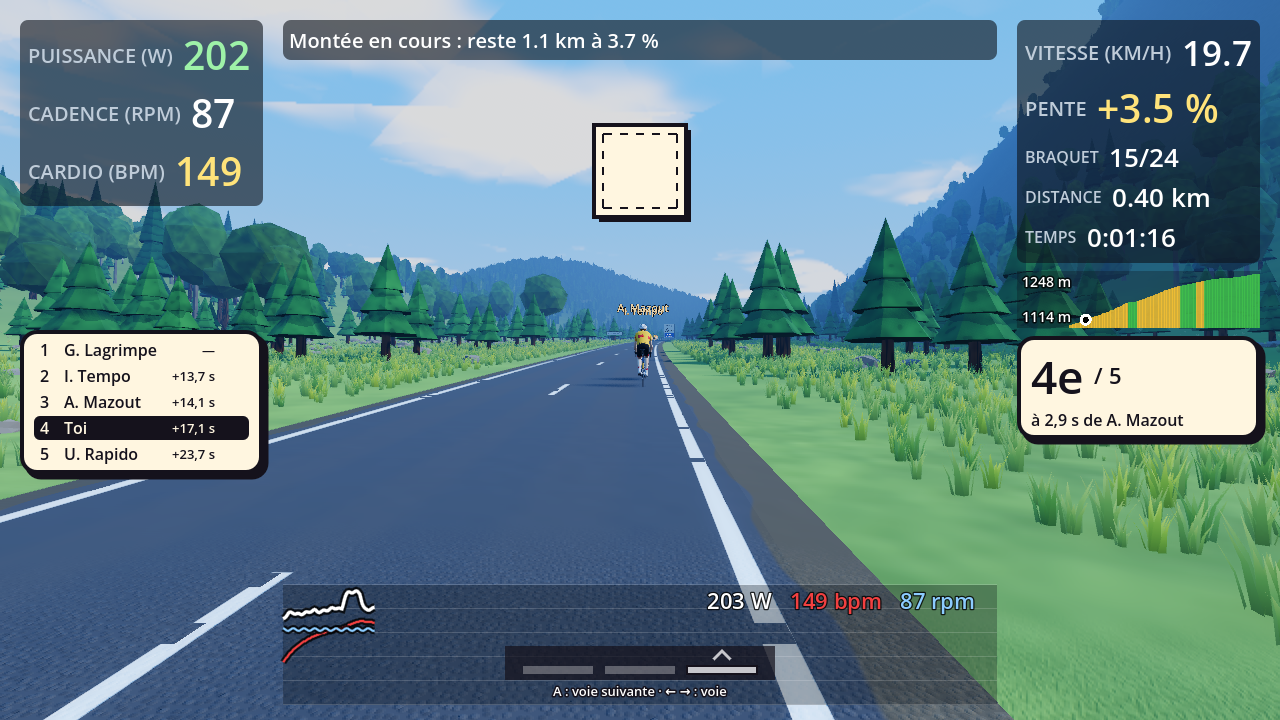 PUISSANCE (W) 202
CADENCE (RPM) 87
CARDIO (BPM) 149
Montée en cours : reste 1.1 km à 3.7 %
VITESSE (KM/H) 19.7
PENTE +3.5 %
BRAQUET 15/24
DISTANCE 0.40 km
TEMPS 0:01:16
1248 m
1114 m
A. Mazout
1 G. Lagrimpe —
2 I. Tempo +13,7 s
3 A. Mazout +14,1 s
4 Toi +17,1 s
5 U. Rapido +23,7 s
4e / 5
à 2,9 s de A. Mazout
203 W 149 bpm 87 rpm
A : voie suivante · ← → : voie